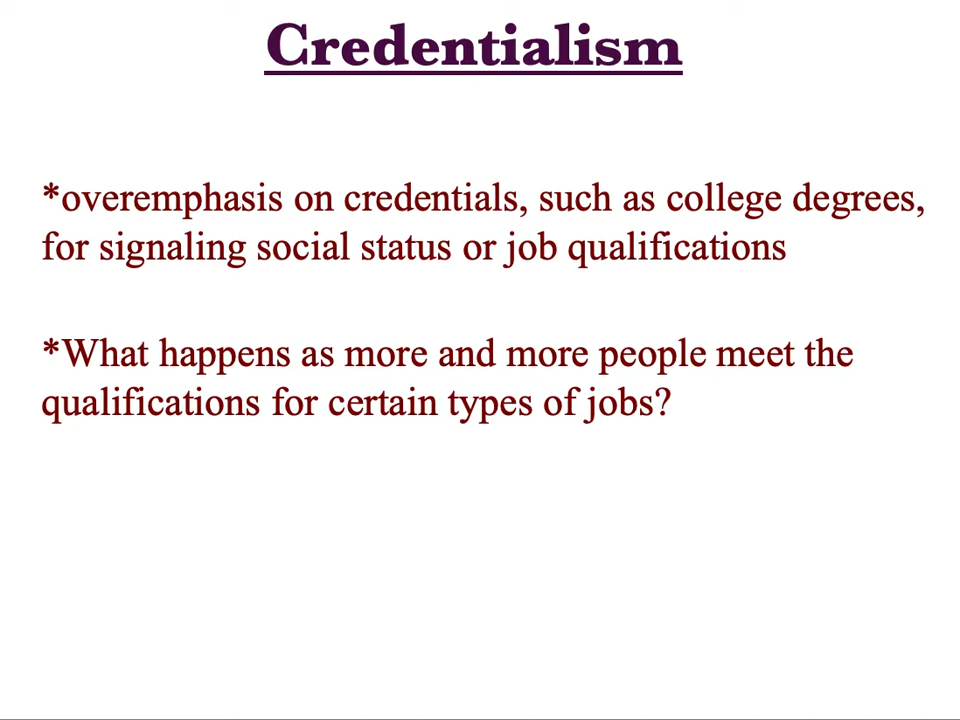 Credentialism
*overemphasis on credentials, such as college degrees,
for signaling social status or job qualifications
*What happens as more and more people meet the
qualifications for certain types of jobs?